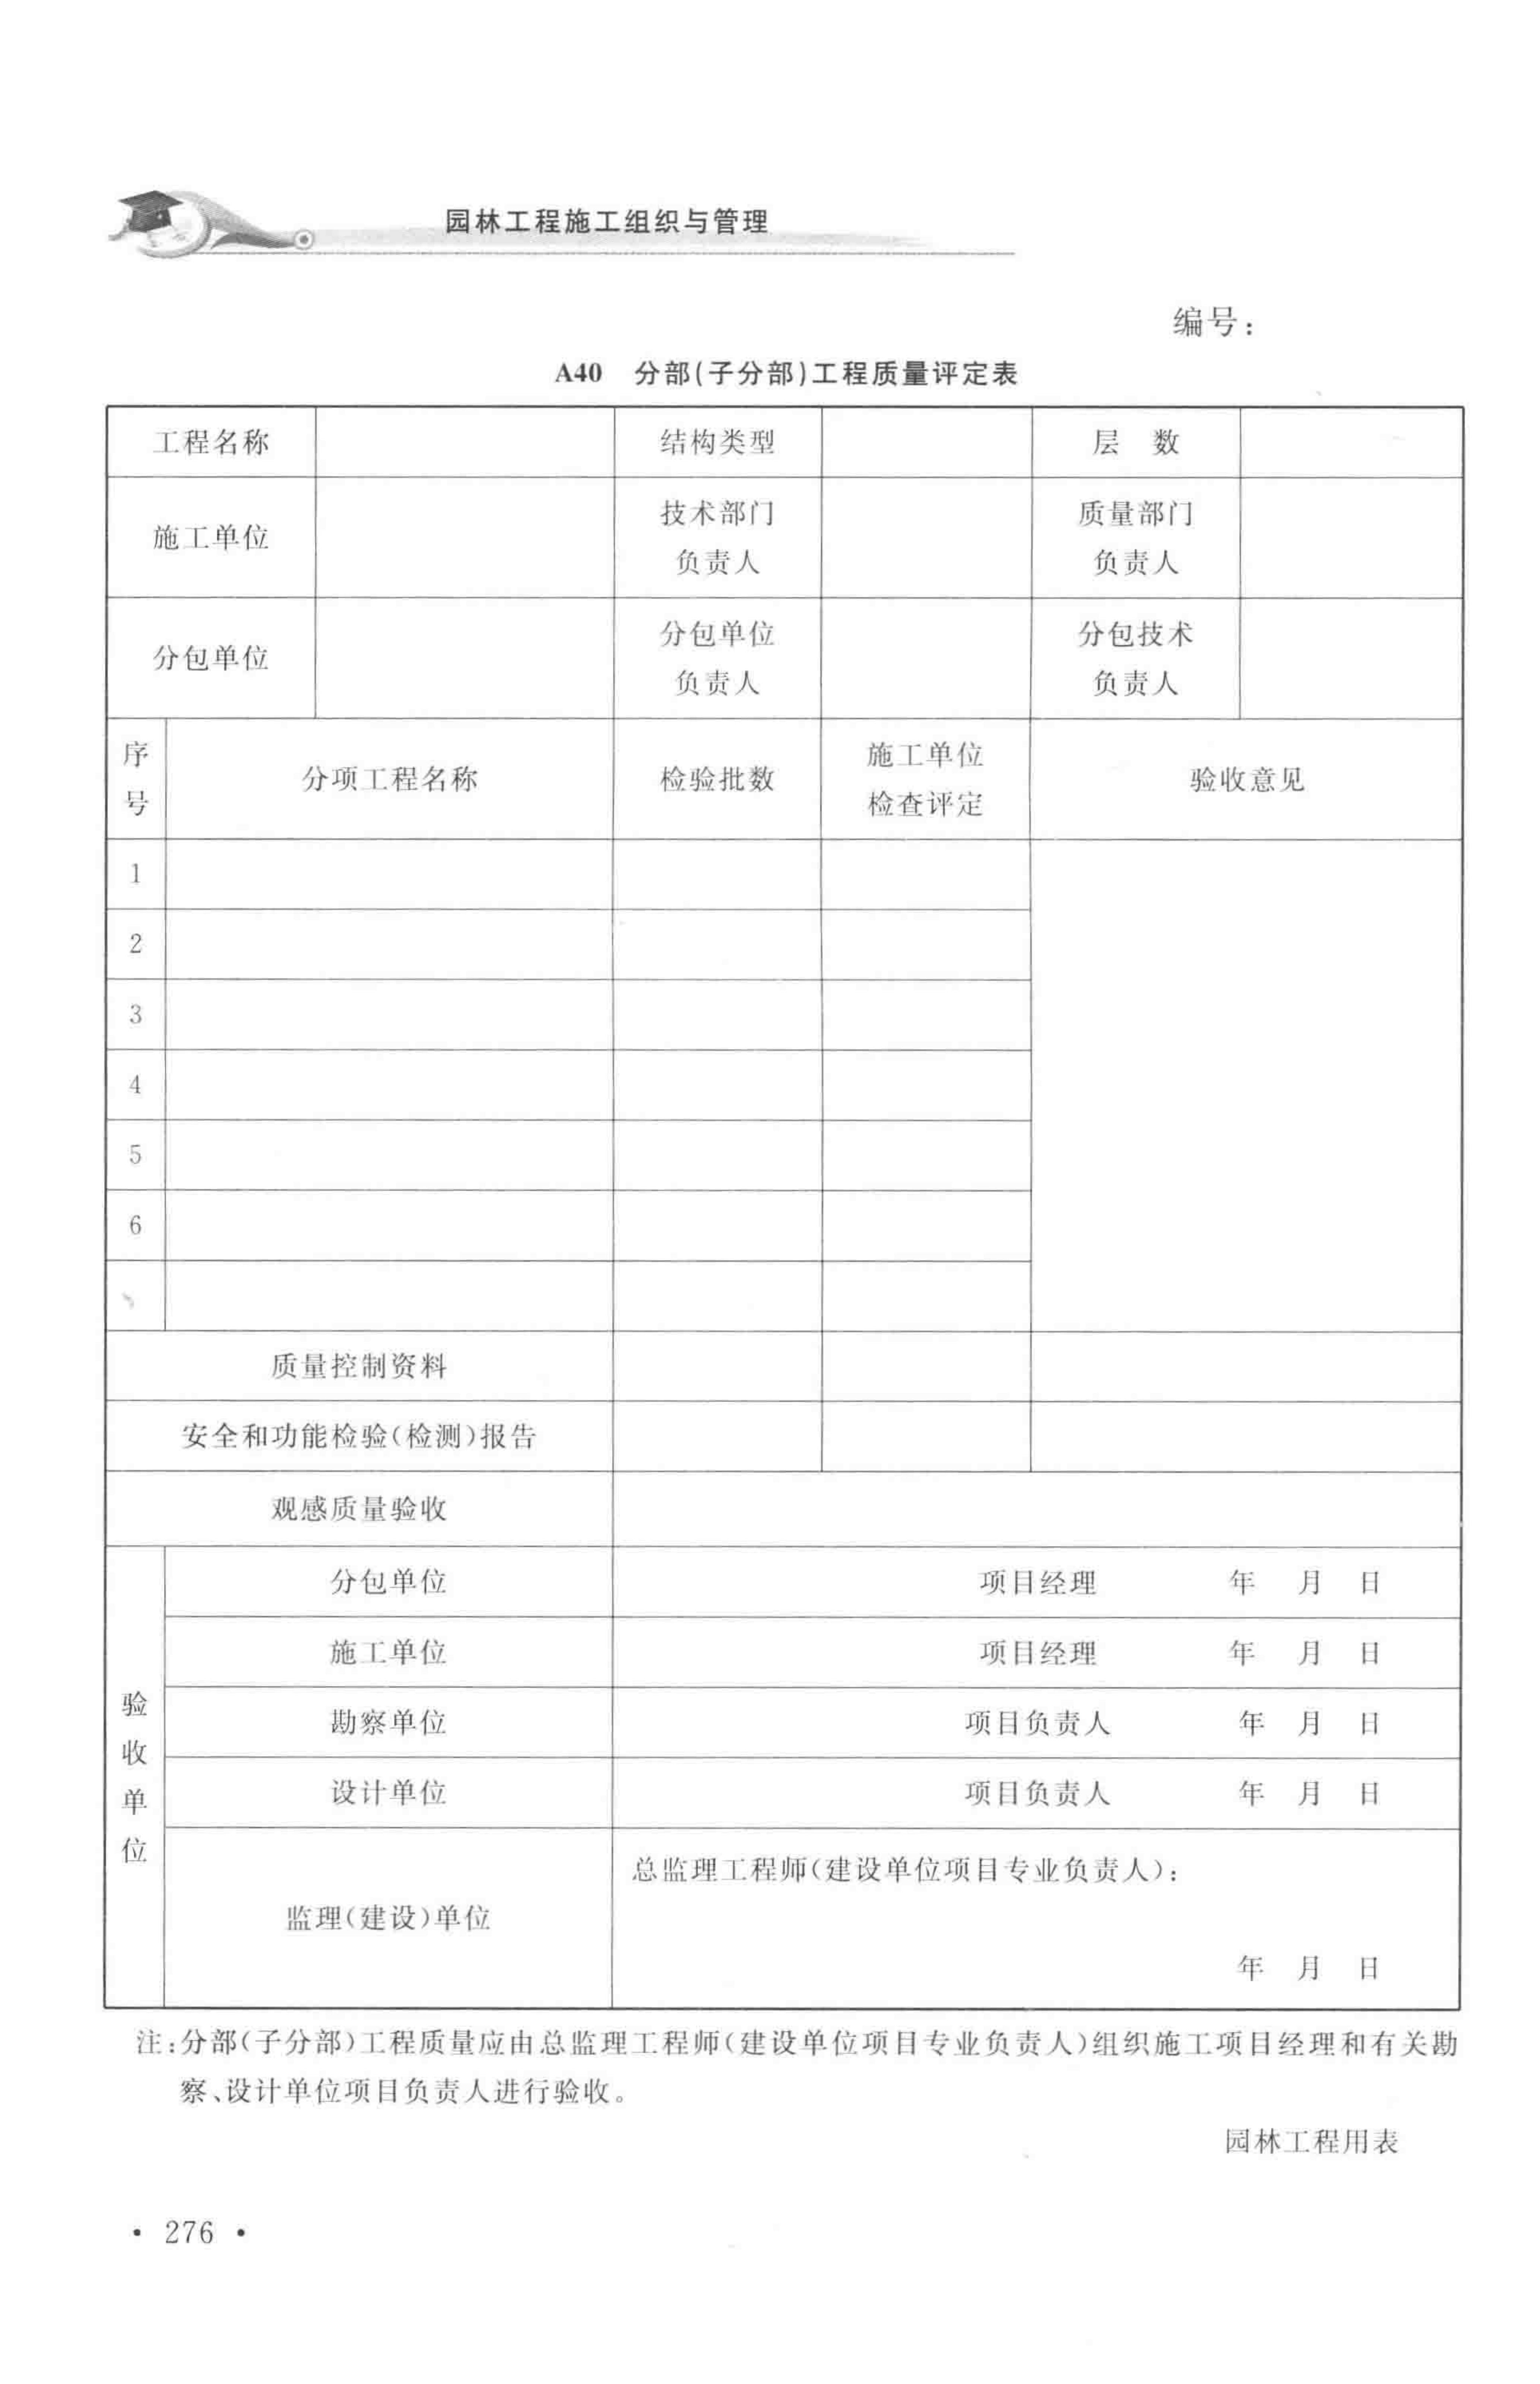 园林工程施工组织与管理
编号：
A40 分部(子分部)工程质量评定表
工程名称 结构类型 层 数
施工单位 技术部门 负责人 质量部门 负责人
分包单位 分包单位 负责人 分包技术 负责人
序号 分项工程名称 检验批数 施工单位 检查评定 验收意见
1
2
3
4
5
6
质量控制资料
安全和功能检验(检测)报告
观感质量验收
验收单位
分包单位 项目经理 年 月 日
施工单位 项目经理 年 月 日
勘察单位 项目负责人 年 月 日
设计单位 项目负责人 年 月 日
监理(建设)单位 总监理工程师(建设单位项目专业负责人)：
年 月 日
注:分部(子分部)工程质量应由总监理工程师(建设单位项目专业负责人)组织施工项目经理和有关勘
察、设计单位项目负责人进行验收。
园林工程用表
· 276 ·